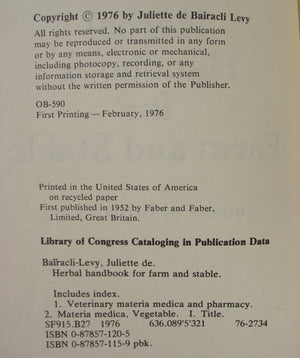 Copyright © 1976 by Juliette de Bairacli Levy
All rights reserved. No part of this publication
may be reproduced or transmitted in any form
or by any means, electronic or mechanical,
including photocopy, recording, or any
information storage and retrieval system
without the written permission of the Publisher.
OB-590
First Printing—February, 1976
Printed in the United States of America
on recycled paper
First published in 1952 by Faber and Faber,
Limited, Great Britain.
Library of Congress Cataloging in Publication Data
Baïracli-Levy, Juliette de.
Herbal handbook for farm and stable.
Includes index.
1. Veterinary materia medica and pharmacy.
2. Materia medica, Vegetable. I. Title.
SF915.B27 1976 636.089'5'321 76-2734
ISBN 0-87857-120-5
ISBN 0-87857-115-9 pbk.